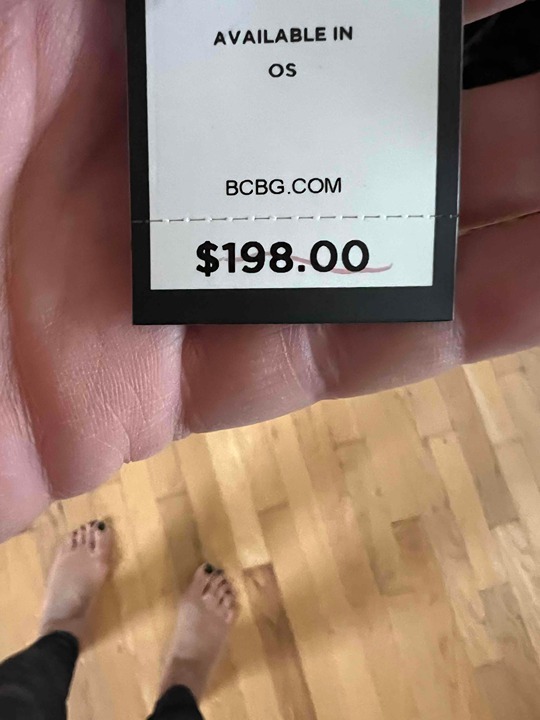 AVAILABLE IN
OS
BCBG.COM
$198.00